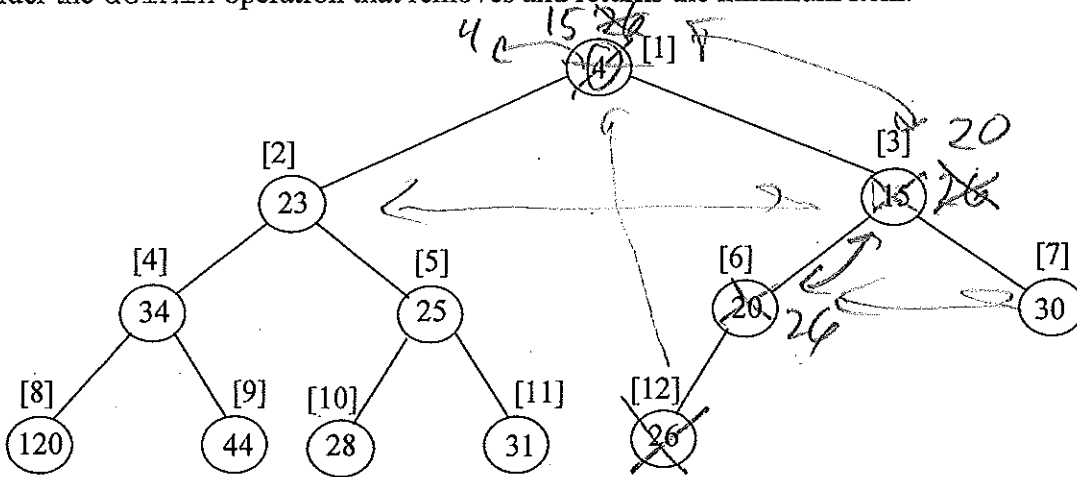 operation that removes and returns the minimum item.
4 15 26
4 [1]
[2] [3] 20
23 15 26
[4] [5] [6] [7]
34 25 20 26 30
[8] [9] [10] [11] [12]
120 44 28 31 26